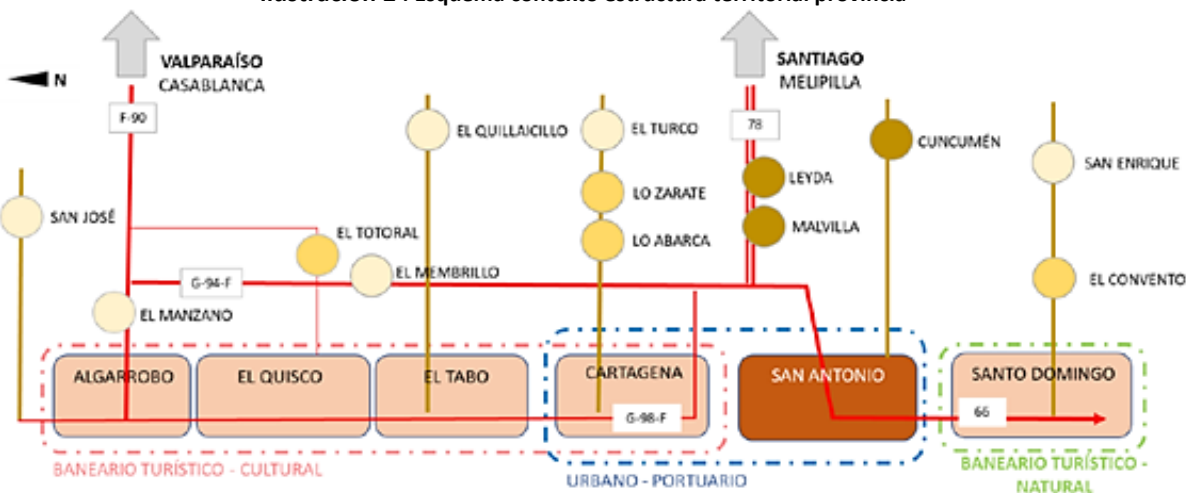 N
VALPARAÍSO
CASABLANCA
SANTIAGO
MELIPILLA
F-90
78
EL QUILLAICILLO
EL TURCO
CUNCUMÉN
SAN ENRIQUE
LEYDA
LO ZARATE
SAN JOSÉ
EL TOTORAL
MALVILLA
LO ABARCA
G-94-F
EL MEMBRILLO
EL CONVENTO
EL MANZANO
ALGARROBO
EL QUISCO
EL TABO
CARTAGENA
SAN ANTONIO
SANTO DOMINGO
G-98-F
66
BANEARIO TURÍSTICO - CULTURAL
URBANO - PORTUARIO
BANEARIO TURÍSTICO -
NATURAL